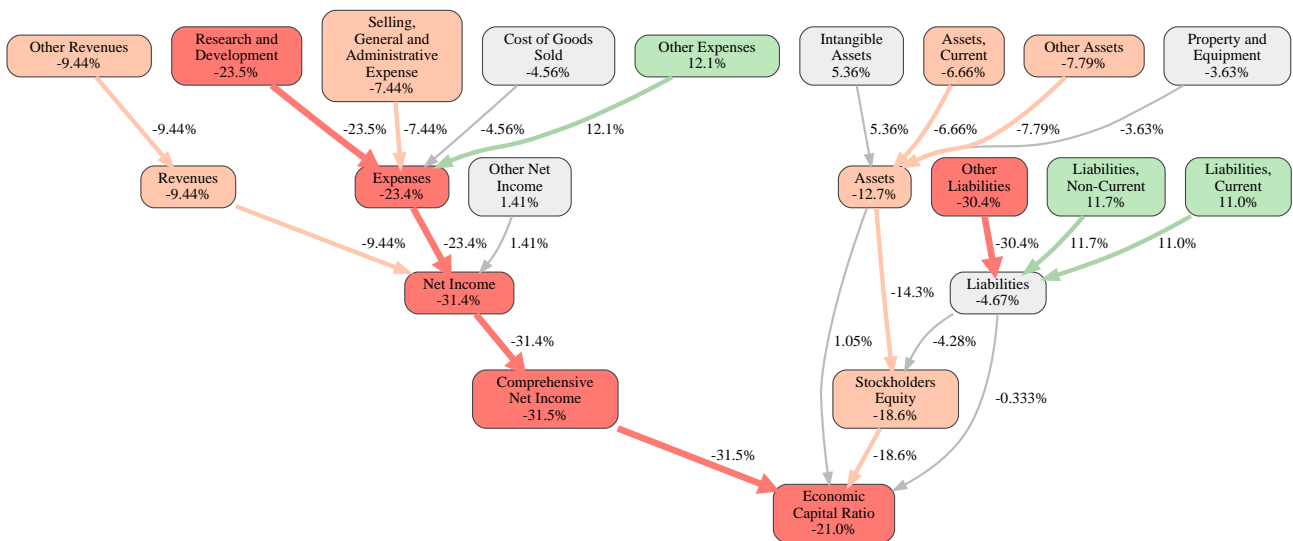 Other Revenues
-9.44%
Research and
Development
-23.5%
Selling,
General and
Administrative
Expense
-7.44%
Cost of Goods
Sold
-4.56%
Other Expenses
12.1%
Intangible
Assets
5.36%
Assets,
Current
-6.66%
Other Assets
-7.79%
Property and
Equipment
-3.63%
-9.44%
-23.5%
-7.44%
-4.56%
12.1%
5.36%
-6.66%
-7.79%
-3.63%
Revenues
-9.44%
Expenses
-23.4%
Other Net
Income
1.41%
Assets
-12.7%
Other
Liabilities
-30.4%
Liabilities,
Non-Current
11.7%
Liabilities,
Current
11.0%
-9.44%
-23.4%
1.41%
-30.4%
11.7%
11.0%
Net Income
-31.4%
-14.3%
Liabilities
-4.67%
-31.4%
1.05%
-4.28%
Comprehensive
Net Income
-31.5%
Stockholders
Equity
-18.6%
-0.333%
-31.5%
-18.6%
Economic
Capital Ratio
-21.0%